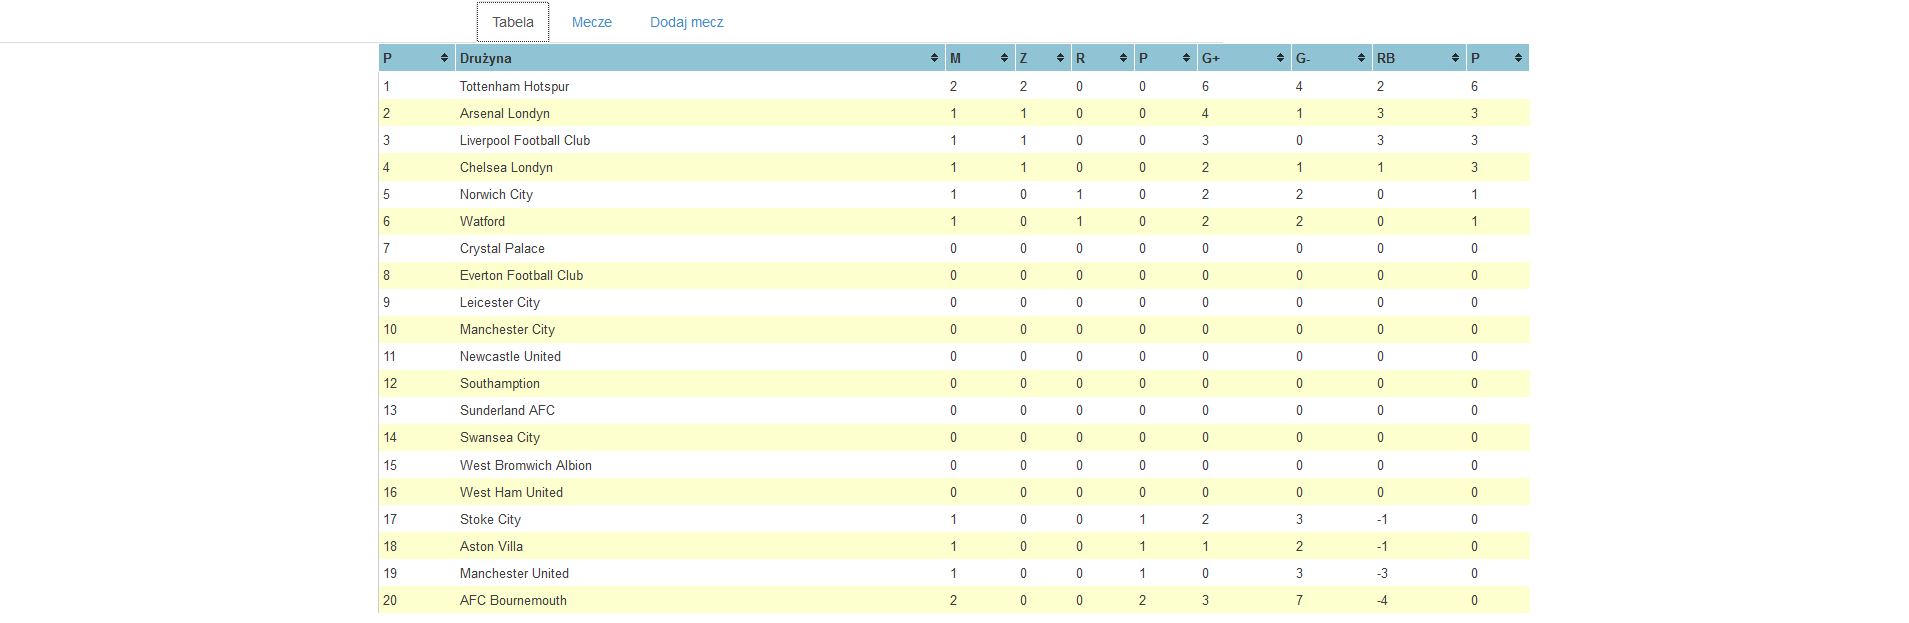 Tabela Mecze Dodaj mecz
P Drużyna M Z R P G+ G- RB P
1 Tottenham Hotspur 2 2 0 0 6 4 2 6
2 Arsenal Londyn 1 1 0 0 4 1 3 3
3 Liverpool Football Club 1 1 0 0 3 0 3 3
4 Chelsea Londyn 1 1 0 0 2 1 1 3
5 Norwich City 1 0 1 0 2 2 0 1
6 Watford 1 0 1 0 2 2 0 1
7 Crystal Palace 0 0 0 0 0 0 0 0
8 Everton Football Club 0 0 0 0 0 0 0 0
9 Leicester City 0 0 0 0 0 0 0 0
10 Manchester City 0 0 0 0 0 0 0 0
11 Newcastle United 0 0 0 0 0 0 0 0
12 Southamption 0 0 0 0 0 0 0 0
13 Sunderland AFC 0 0 0 0 0 0 0 0
14 Swansea City 0 0 0 0 0 0 0 0
15 West Bromwich Albion 0 0 0 0 0 0 0 0
16 West Ham United 0 0 0 0 0 0 0 0
17 Stoke City 1 0 0 1 2 3 -1 0
18 Aston Villa 1 0 0 1 1 2 -1 0
19 Manchester United 1 0 0 1 0 3 -3 0
20 AFC Bournemouth 2 0 0 2 3 7 -4 0